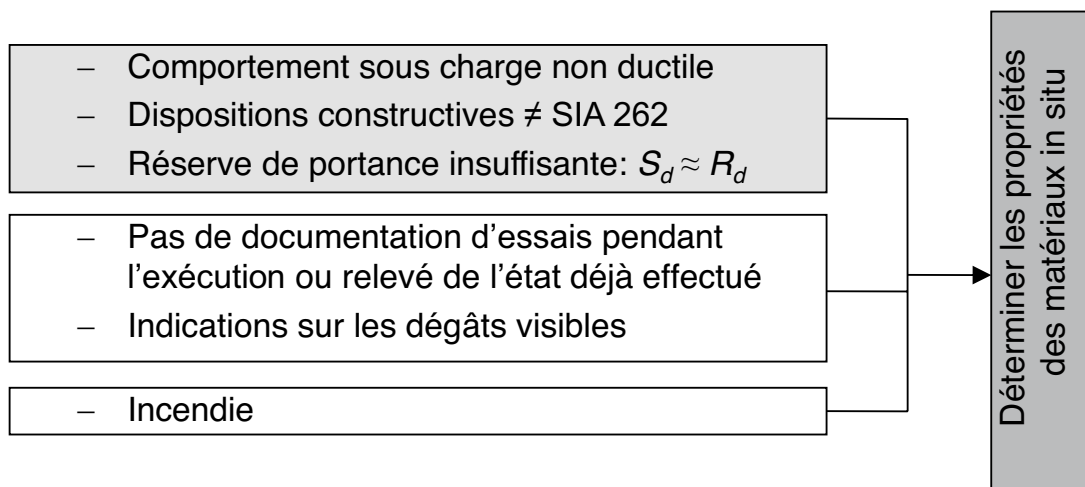 – Comportement sous charge non ductile
– Dispositions constructives ≠ SIA 262
– Réserve de portance insuffisante: S_d ≈ R_d
– Pas de documentation d’essais pendant
l’exécution ou relevé de l’état déjà effectué
– Indications sur les dégâts visibles
– Incendie
Déterminer les propriétés
des matériaux in situ